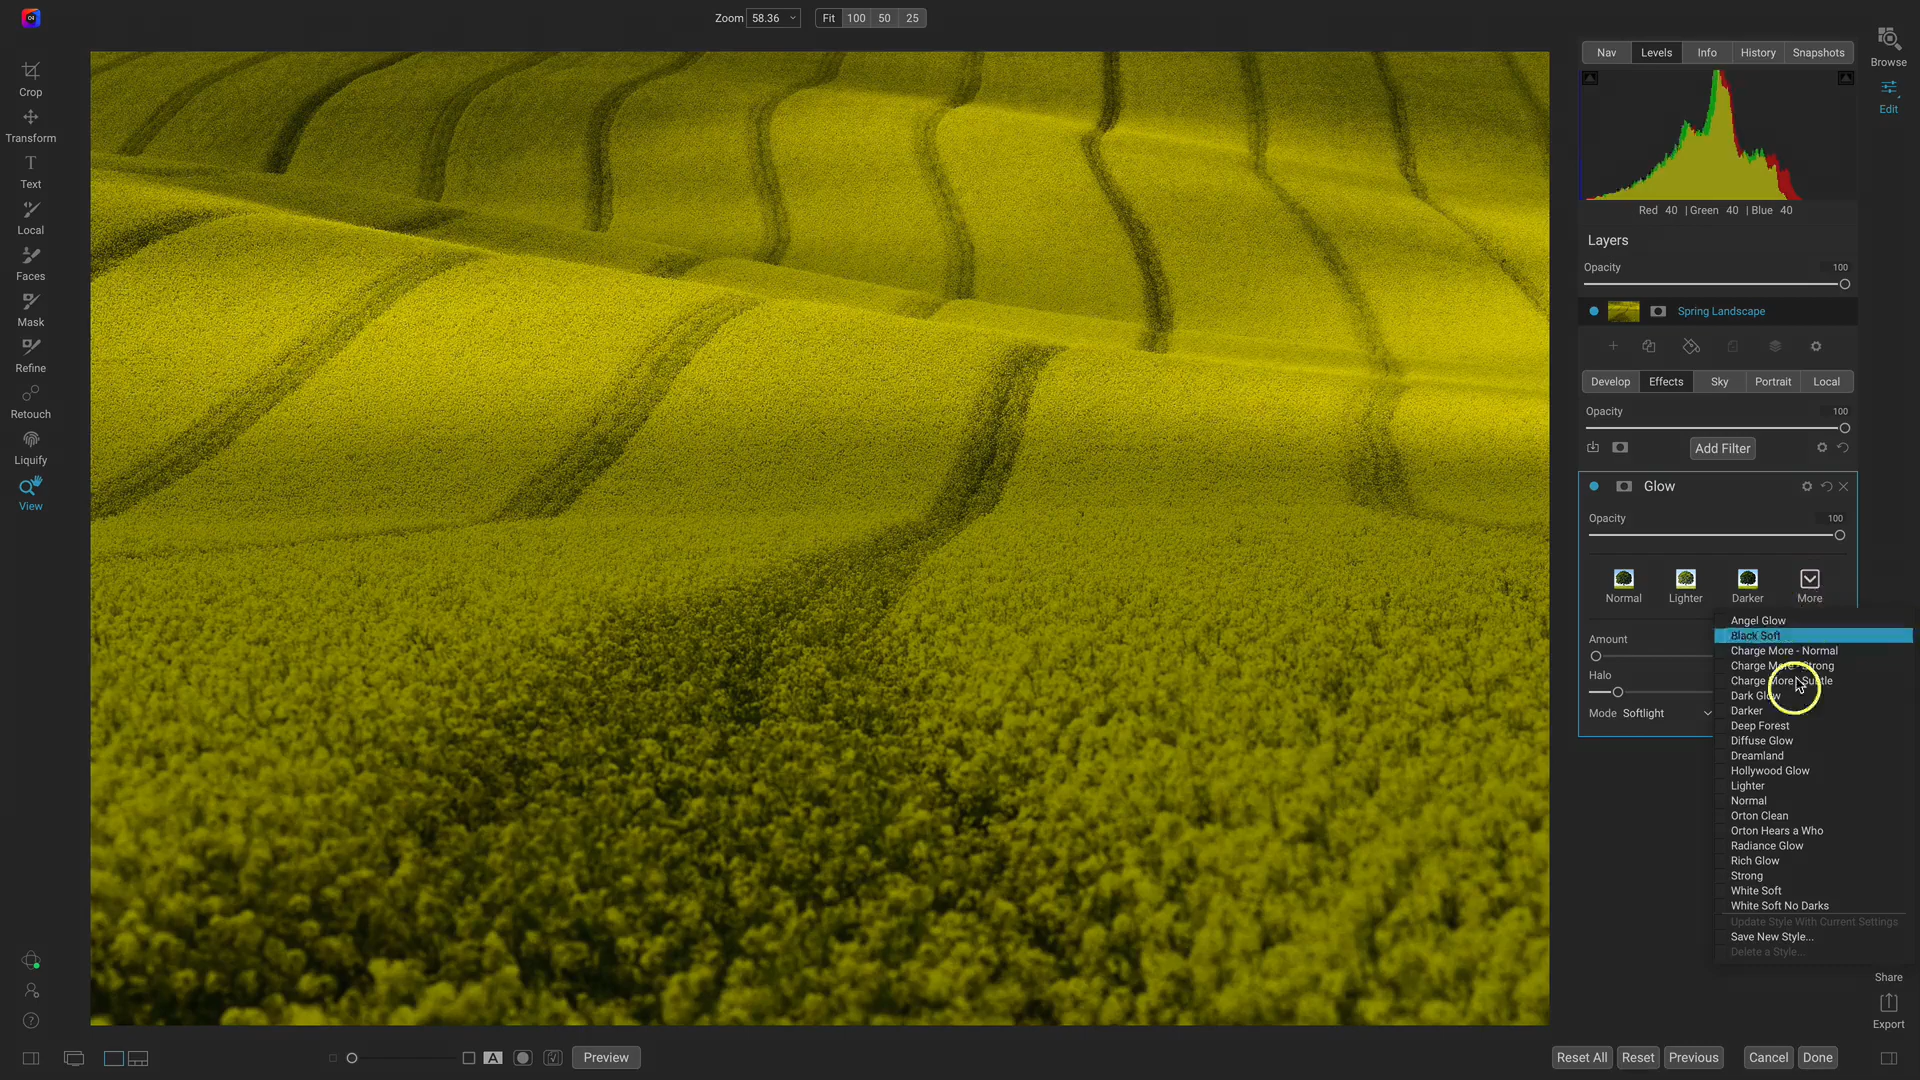 Zoom 58.36 Fit 100 50 25
Nav Levels Info History Snapshots
Browse
Edit
Crop
Transform
Text
Local
Faces
Mask
Refine
Retouch
Liquify
View
Red 40 | Green 40 | Blue 40
Layers
Opacity 100
Spring Landscape
Develop Effects Sky Portrait Local
Opacity 100
Add Filter
Glow
Opacity 100
Normal Lighter Darker More
Amount
Halo
Mode Softlight
Angel Glow
Black Soft
Charge More - Normal
Charge More - Strong
Charge More - Subtle
Dark Glow
Darker
Deep Forest
Diffuse Glow
Dreamland
Hollywood Glow
Lighter
Normal
Orton Clean
Orton Hears a Who
Radiance Glow
Rich Glow
Strong
White Soft
White Soft No Darks
Update Style With Current Settings
Save New Style...
Delete a Style...
Share
Export
A Preview Reset All Reset Previous Cancel Done